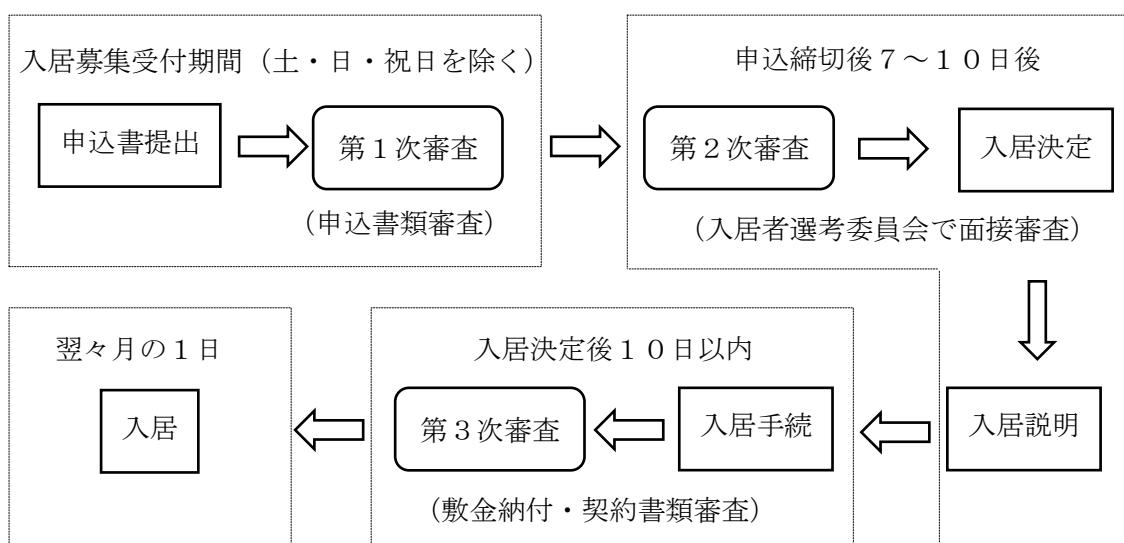 入居募集受付期間（土・日・祝日を除く）
申込書提出
第１次審査
（申込書類審査）
申込締切後７～１０日後
第２次審査
入居決定
（入居者選考委員会で面接審査）
入居説明
入居決定後１０日以内
入居手続
第３次審査
（敷金納付・契約書類審査）
翌々月の１日
入居